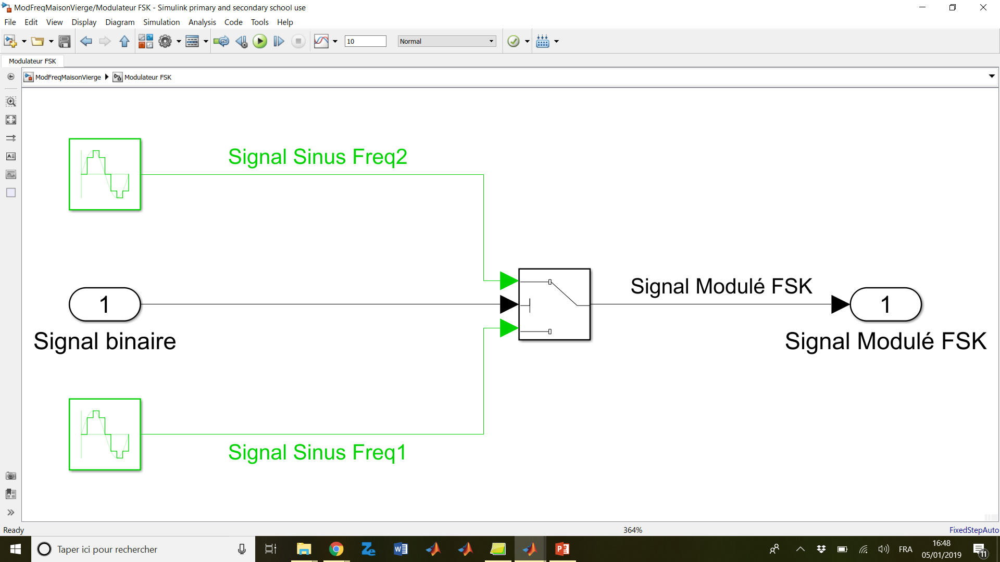 ModFreqMaisonVierge/Modulateur FSK - Simulink primary and secondary school use
File Edit View Display Diagram Simulation Analysis Code Tools Help
10 Normal
Modulateur FSK
ModFreqMaisonVierge Modulateur FSK
Signal Sinus Freq2
Signal Modulé FSK
1
1
Signal binaire
Signal Modulé FSK
Signal Sinus Freq1
Ready 364% FixedStepAuto
Taper ici pour rechercher
FRA
16:48
05/01/2019
11